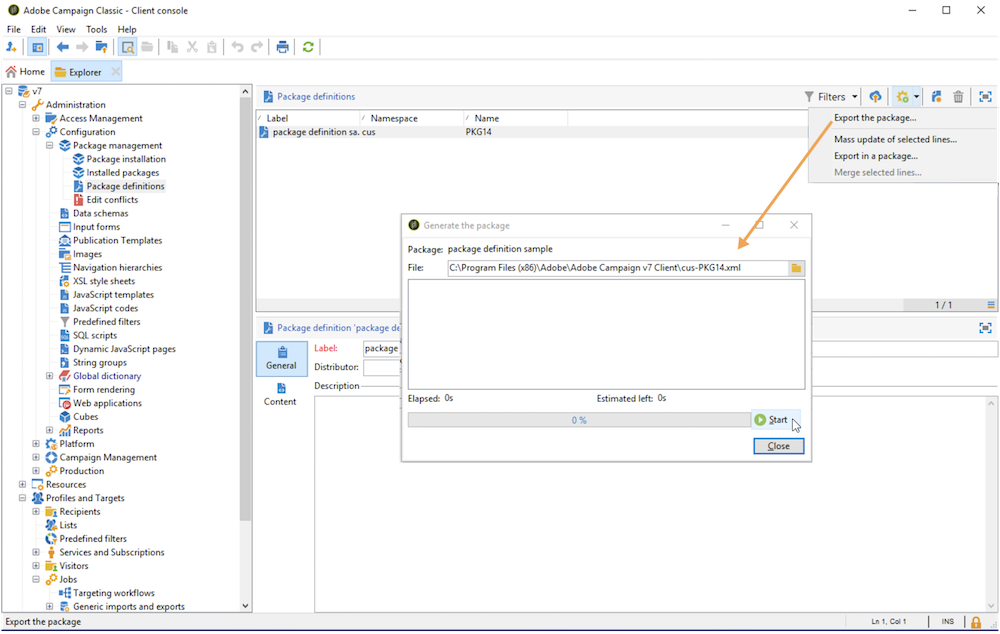 Adobe Campaign Classic - Client console
File Edit View Tools Help
Home Explorer
v7
Administration
Access Management
Configuration
Package management
Package installation
Installed packages
Package definitions
Edit conflicts
Data schemas
Input forms
Publication Templates
Images
Navigation hierarchies
XSL style sheets
JavaScript templates
JavaScript codes
Predefined filters
SQL scripts
Dynamic JavaScript pages
String groups
Global dictionary
Form rendering
Web applications
Cubes
Reports
Platform
Campaign Management
Production
Resources
Profiles and Targets
Recipients
Lists
Predefined filters
Services and Subscriptions
Visitors
Jobs
Targeting workflows
Generic imports and exports
Package definitions
Filters
Label Namespace Name
package definition sa. cus PKG14
Export the package...
Mass update of selected lines...
Export in a package...
Merge selected lines...
1 / 1
Generate the package
Package: package definition sample
File: C:\Program Files (x86)\Adobe\Adobe Campaign v7 Client\cus-PKG14.xml
Elapsed: 0s Estimated left: 0s
0 %
Start
Close
Package definition 'package de
General
Content
Label: package
Distributor:
Description
Export the package
Ln 1, Col 1 INS